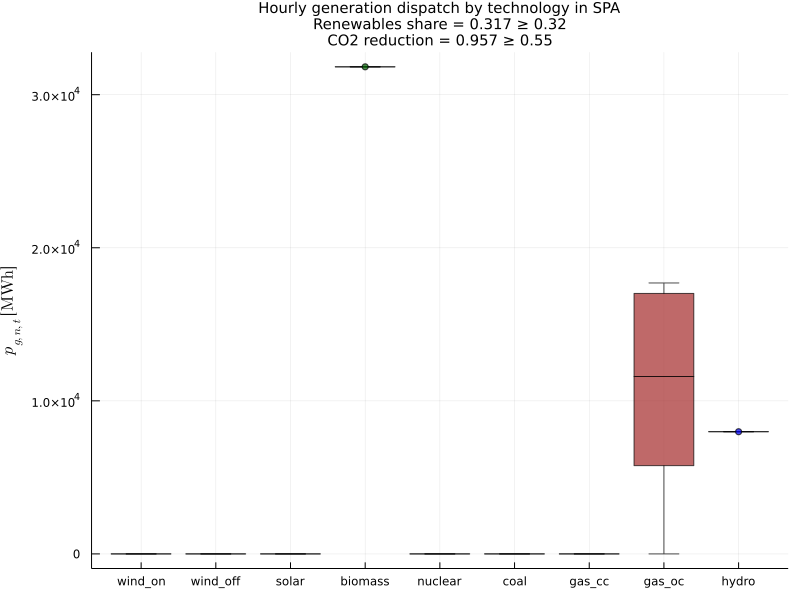 Hourly generation dispatch by technology in SPA
Renewables share = 0.317 ≥ 0.32
CO2 reduction = 0.957 ≥ 0.55
3.0×10⁴
2.0×10⁴
1.0×10⁴
0
p_{g,n,t} [MWh]
wind_on wind_off solar biomass nuclear coal gas_cc gas_oc hydro